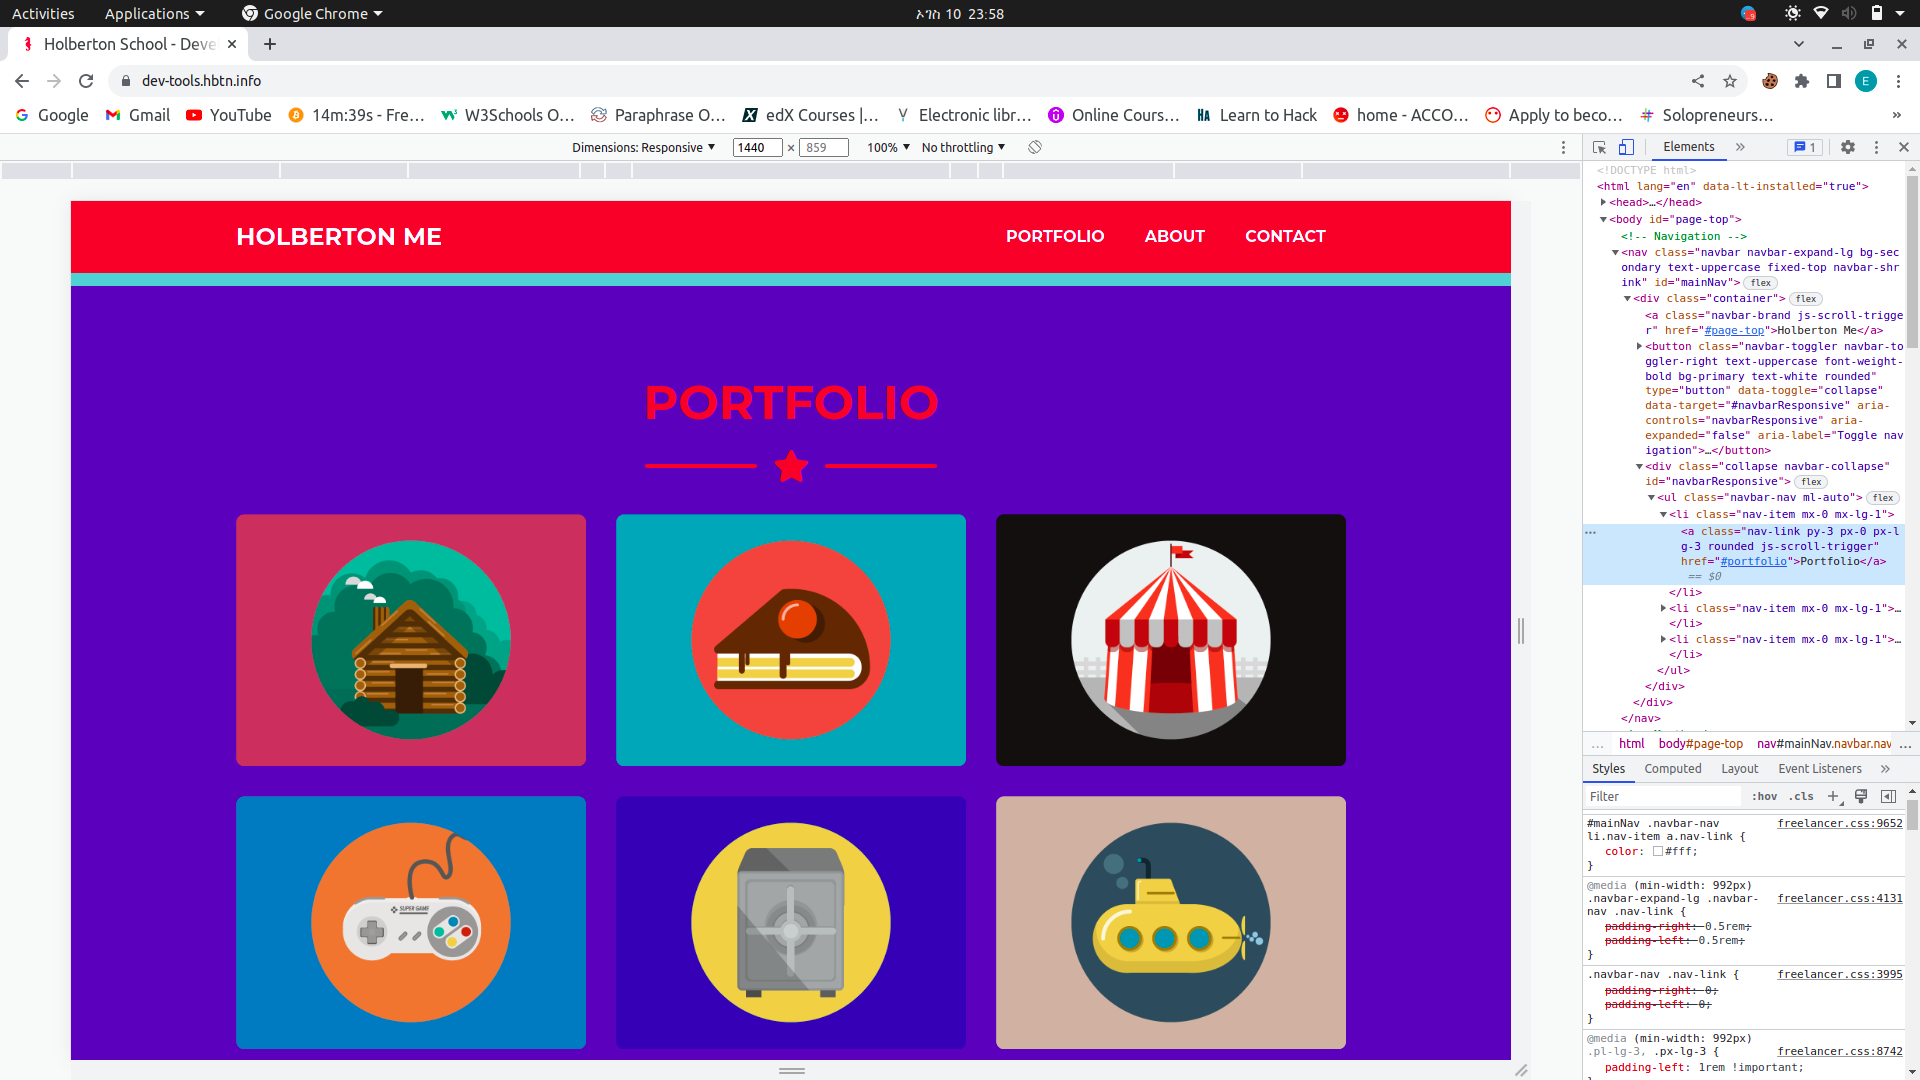 Activities Applications Google Chrome ኦገስ 10 23:58
Holberton School - Deve
dev-tools.hbtn.info E
Google Gmail YouTube 14m:39s - Fre… W3Schools O… Paraphrase O… edX Courses |… Electronic libr… Online Cours… Learn to Hack home - ACCO… Apply to beco… Solopreneurs… »
Dimensions: Responsive 1440 × 859 100% No throttling
Elements » 1
HOLBERTON ME PORTFOLIO ABOUT CONTACT
PORTFOLIO
SUPER GAME
<!DOCTYPE html>
<html lang="en" data-lt-installed="true">
<head>…</head>
<body id="page-top">
<!-- Navigation -->
<nav class="navbar navbar-expand-lg bg-sec
ondary text-uppercase fixed-top navbar-shr
ink" id="mainNav"> flex
<div class="container"> flex
<a class="navbar-brand js-scroll-trigge
r" href="#page-top">Holberton Me</a>
<button class="navbar-toggler navbar-to
ggler-right text-uppercase font-weight-
bold bg-primary text-white rounded"
type="button" data-toggle="collapse"
data-target="#navbarResponsive" aria-
controls="navbarResponsive" aria-
expanded="false" aria-label="Toggle nav
igation">…</button>
<div class="collapse navbar-collapse"
id="navbarResponsive"> flex
<ul class="navbar-nav ml-auto"> flex
<li class="nav-item mx-0 mx-lg-1">
<a class="nav-link py-3 px-0 px-l
g-3 rounded js-scroll-trigger"
href="#portfolio">Portfolio</a>
== $0
</li>
<li class="nav-item mx-0 mx-lg-1">…
</li>
<li class="nav-item mx-0 mx-lg-1">…
</li>
</ul>
</div>
</div>
</nav>
… html body#page-top nav#mainNav.navbar.nav …
Styles Computed Layout Event Listeners »
Filter :hov .cls +
#mainNav .navbar-nav freelancer.css:9652
li.nav-item a.nav-link {
color: #fff;
}
@media (min-width: 992px)
.navbar-expand-lg .navbar- freelancer.css:4131
nav .nav-link {
padding-right: 0.5rem;
padding-left: 0.5rem;
}
.navbar-nav .nav-link { freelancer.css:3995
padding-right: 0;
padding-left: 0;
}
@media (min-width: 992px)
.pl-lg-3, .px-lg-3 { freelancer.css:8742
padding-left: 1rem !important;